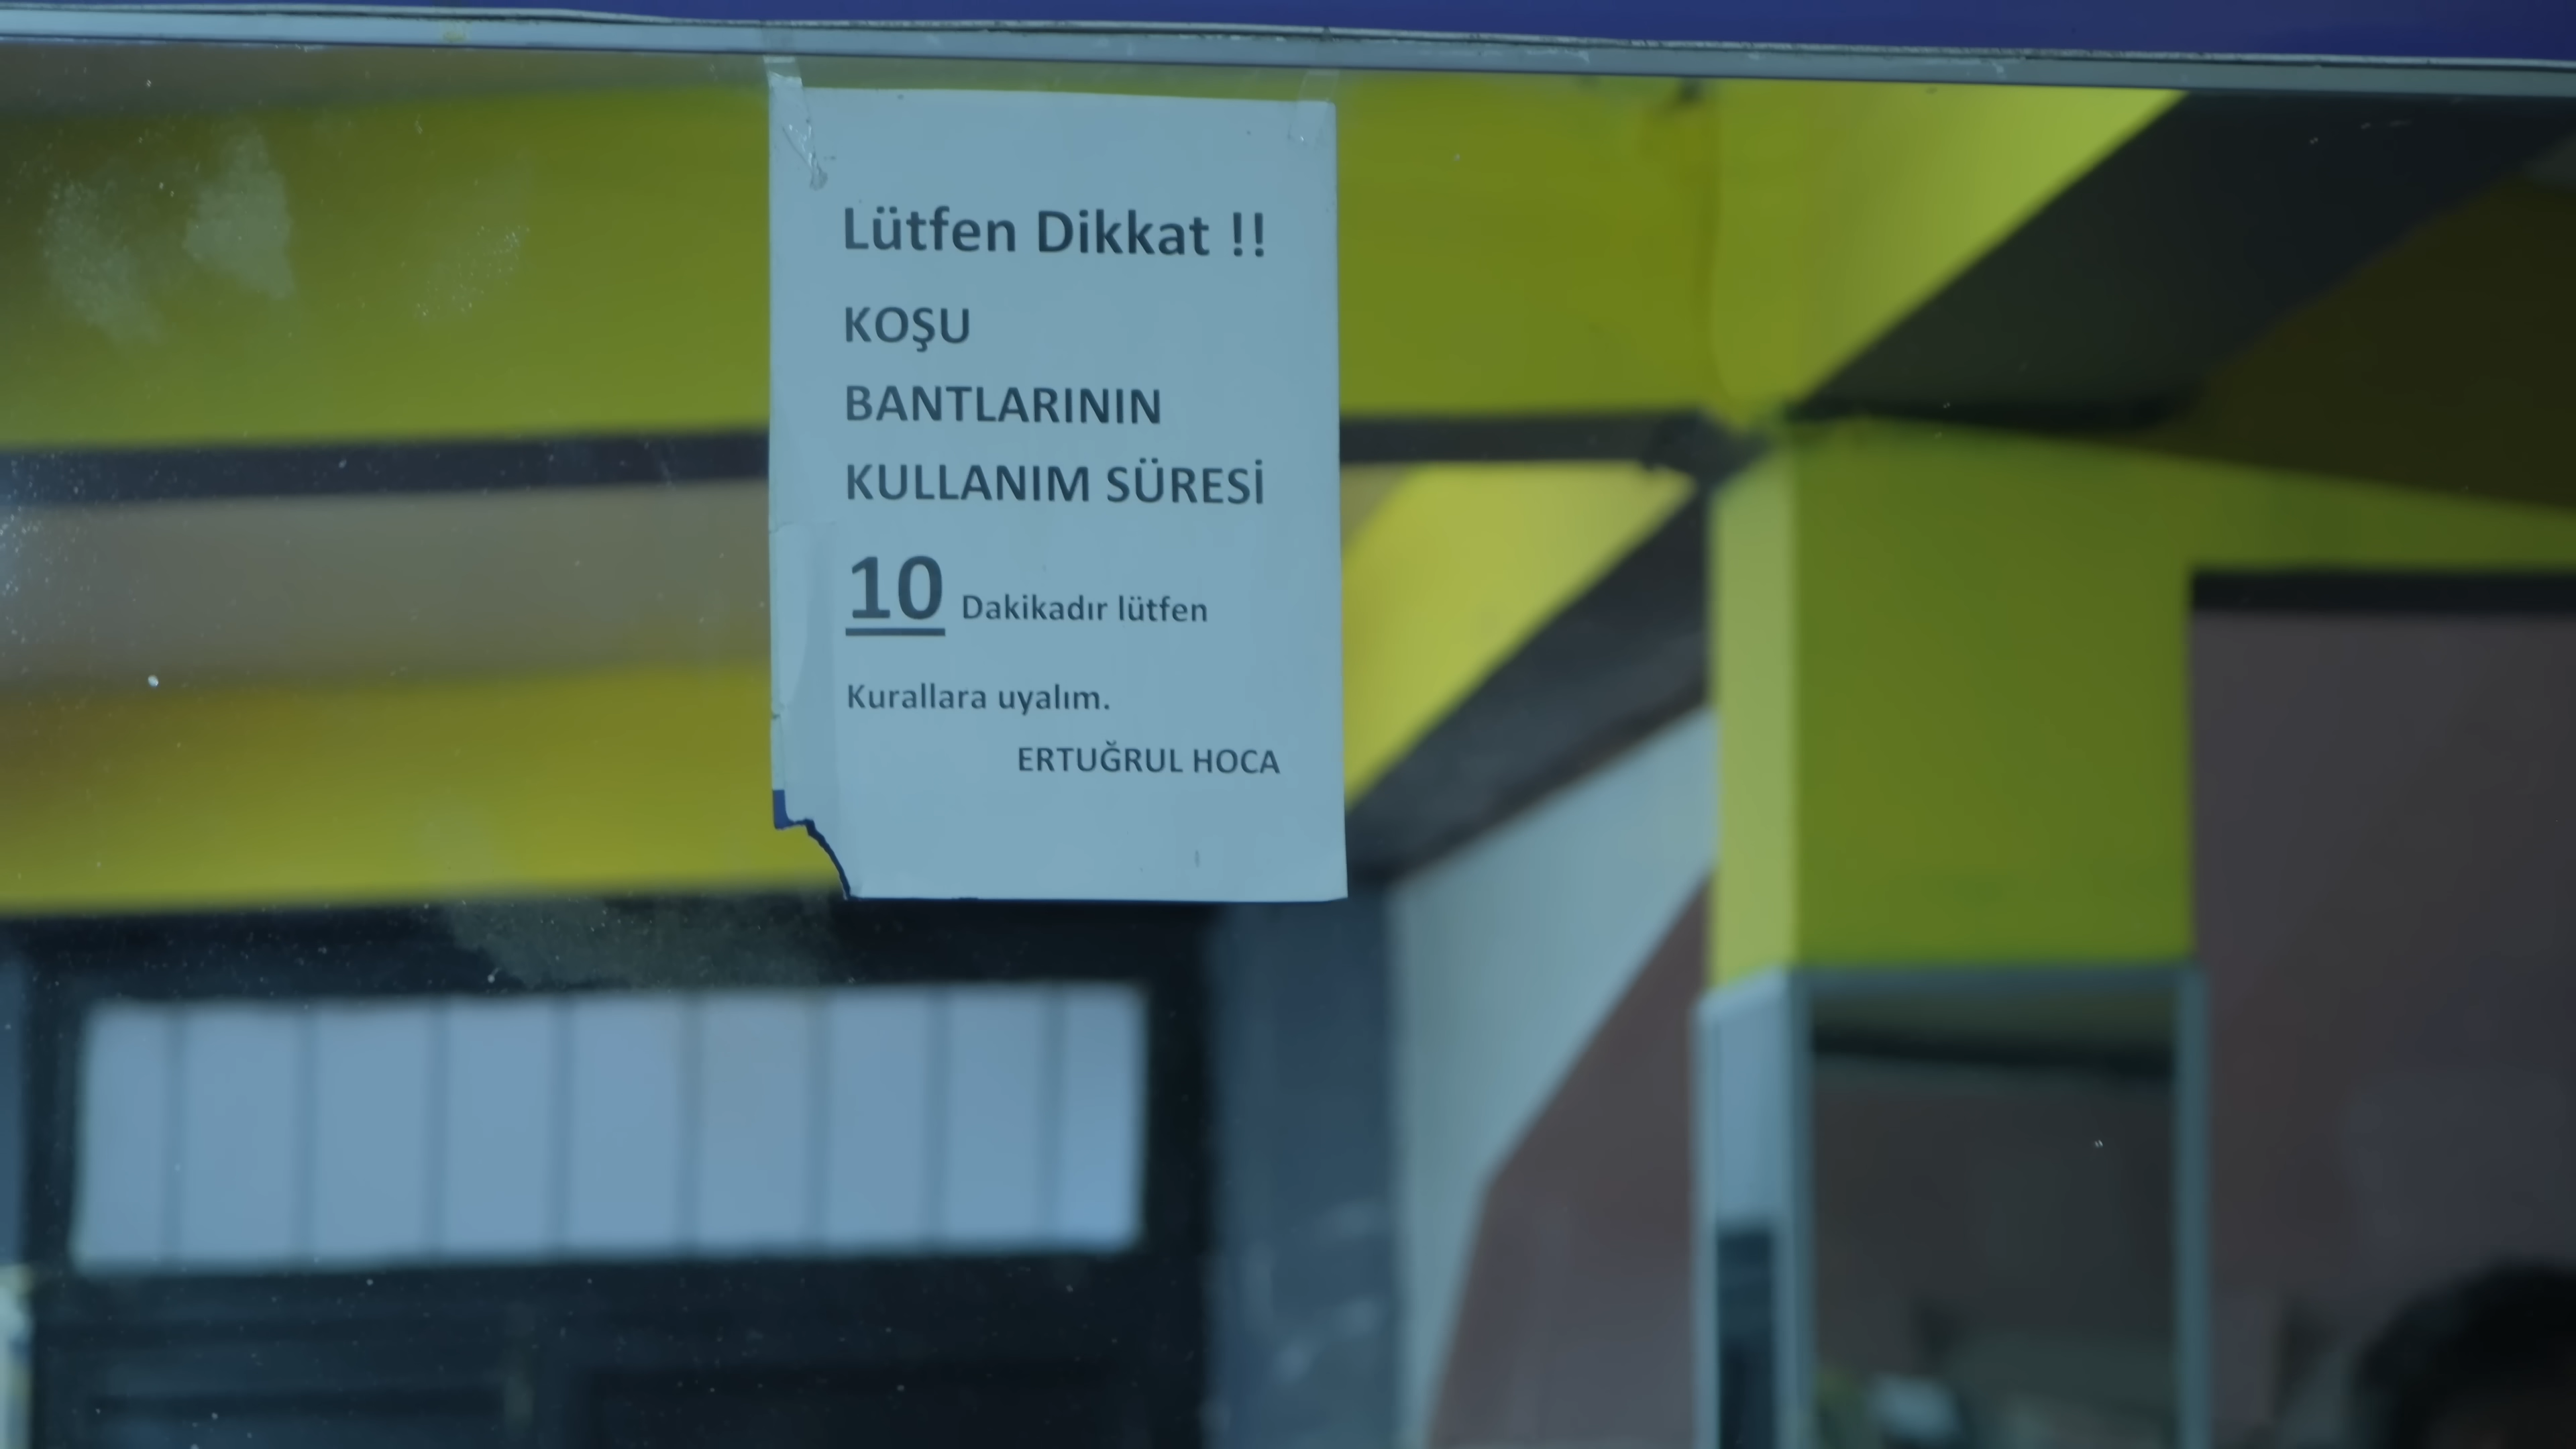 Lütfen Dikkat !!
KOŞU
BANTLARININ
KULLANIM SÜRESİ
10 Dakikadır lütfen
Kurallara uyalım.
ERTUĞRUL HOCA